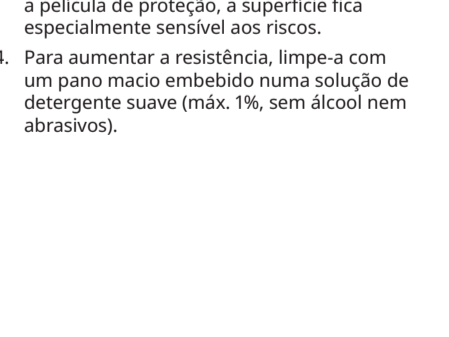 a película de proteção, a superfície fica
especialmente sensível aos riscos.
4. Para aumentar a resistência, limpe-a com
um pano macio embebido numa solução de
detergente suave (máx. 1%, sem álcool nem
abrasivos).